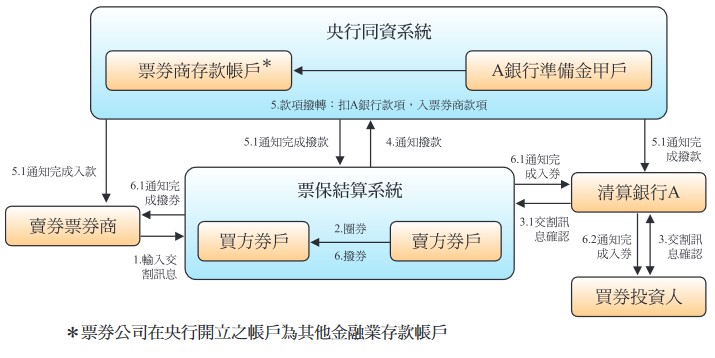 央行同資系統
票券商存款帳戶*
A銀行準備金甲戶
5.款項撥轉：扣A銀行款項，入票券商款項
5.1通知完成入款
5.1通知完成撥款
4.通知撥款
5.1通知完
成撥款
6.1通知完
成撥券
票保結算系統
6.1通知完
成入券
清算銀行A
賣券票券商
買方券戶
2.圈券
6.撥券
賣方券戶
3.1交割訊
息確認
1.輸入交
割訊息
6.2通知完
成入券
3.交割訊
息確認
買券投資人
*票券公司在央行開立之帳戶為其他金融業存款帳戶